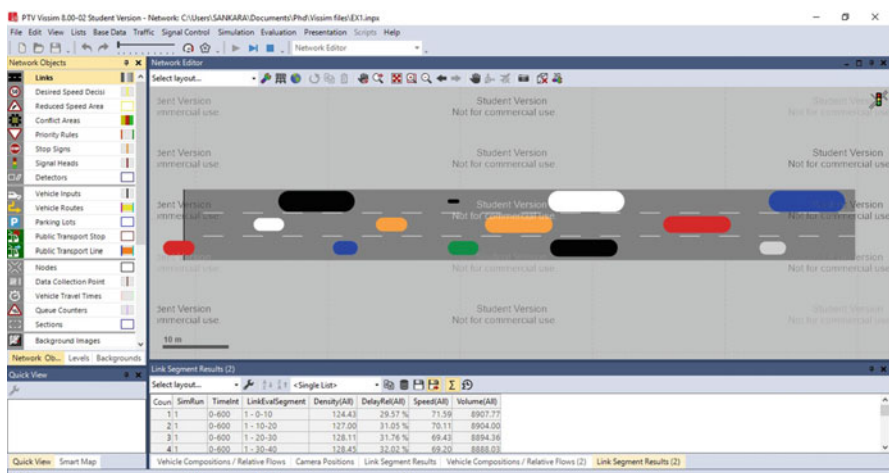 PTV Vissim 8.00-02 Student Version - Network: C:\Users\SANKARA\Documents\Phd\Vissim files\EX1.inpx
File Edit View Lists Base Data Traffic Signal Control Simulation Evaluation Presentation Scripts Help
Network Editor
Network Objects
Network Editor
Select layout...
Links
Desired Speed Decisi
Reduced Speed Area
Conflict Areas
Priority Rules
Stop Signs
Signal Heads
Detectors
Vehicle Inputs
Vehicle Routes
Parking Lots
Public Transport Stop
Public Transport Line
Nodes
Data Collection Point
Vehicle Travel Times
Queue Counters
Sections
Background Images
Network Ob... Levels Backgrounds
Student Version
Not for commercial use
Student Version
Not for commercial use
Student Version
Not for commercial use
10 m
Quick View
Quick View Smart Map
Link Segment Results (2)
Select layout...
<Single List>
Coun SimRun TimeInt LinkEvalSegment Density(All) DelayRel(All) Speed(All) Volume(All)
1 1 0-600 1 - 0-10 124.43 29.57 % 71.59 8907.77
2 1 0-600 1 - 10-20 127.00 31.05 % 70.11 8904.00
3 1 0-600 1 - 20-30 128.11 31.76 % 69.43 8894.36
4 1 0-600 1 - 30-40 128.45 32.02 % 69.20 8888.03
Vehicle Compositions / Relative Flows Camera Positions Link Segment Results Vehicle Compositions / Relative Flows (2) Link Segment Results (2)